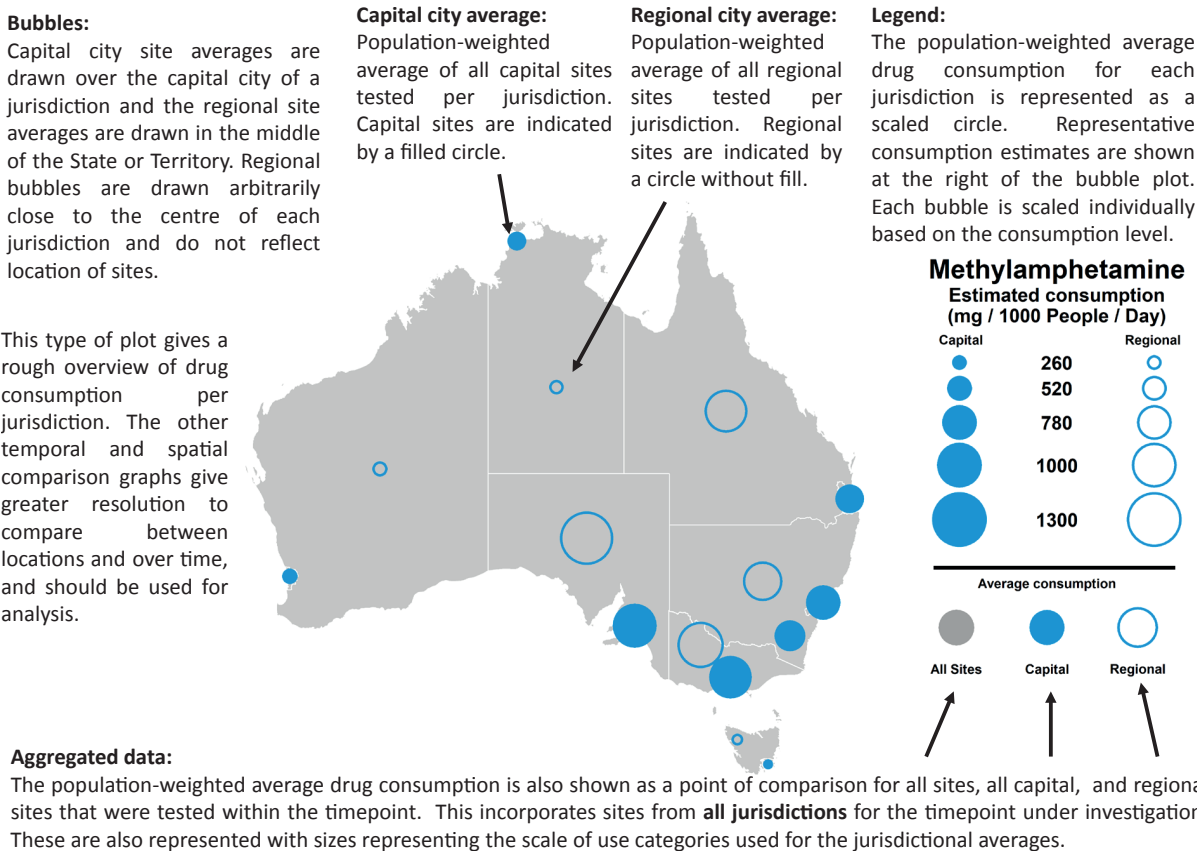 Bubbles:
Capital city site averages are
drawn over the capital city of a
jurisdiction and the regional site
averages are drawn in the middle
of the State or Territory. Regional
bubbles are drawn arbitrarily
close to the centre of each
jurisdiction and do not reflect
location of sites.
Capital city average:
Population-weighted
average of all capital sites
tested per jurisdiction.
Capital sites are indicated
by a filled circle.
Regional city average:
Population-weighted
average of all regional
sites tested per
jurisdiction. Regional
sites are indicated by
a circle without fill.
Legend:
The population-weighted average
drug consumption for each
jurisdiction is represented as a
scaled circle. Representative
consumption estimates are shown
at the right of the bubble plot.
Each bubble is scaled individually
based on the consumption level.
This type of plot gives a
rough overview of drug
consumption per
jurisdiction. The other
temporal and spatial
comparison graphs give
greater resolution to
compare between
locations and over time,
and should be used for
analysis.
Methylamphetamine
Estimated consumption
(mg / 1000 People / Day)
Capital Regional
260
520
780
1000
1300
Average consumption
All Sites Capital Regional
Aggregated data:
The population-weighted average drug consumption is also shown as a point of comparison for all sites, all capital, and regiona
sites that were tested within the timepoint. This incorporates sites from all jurisdictions for the timepoint under investigation
These are also represented with sizes representing the scale of use categories used for the jurisdictional averages.